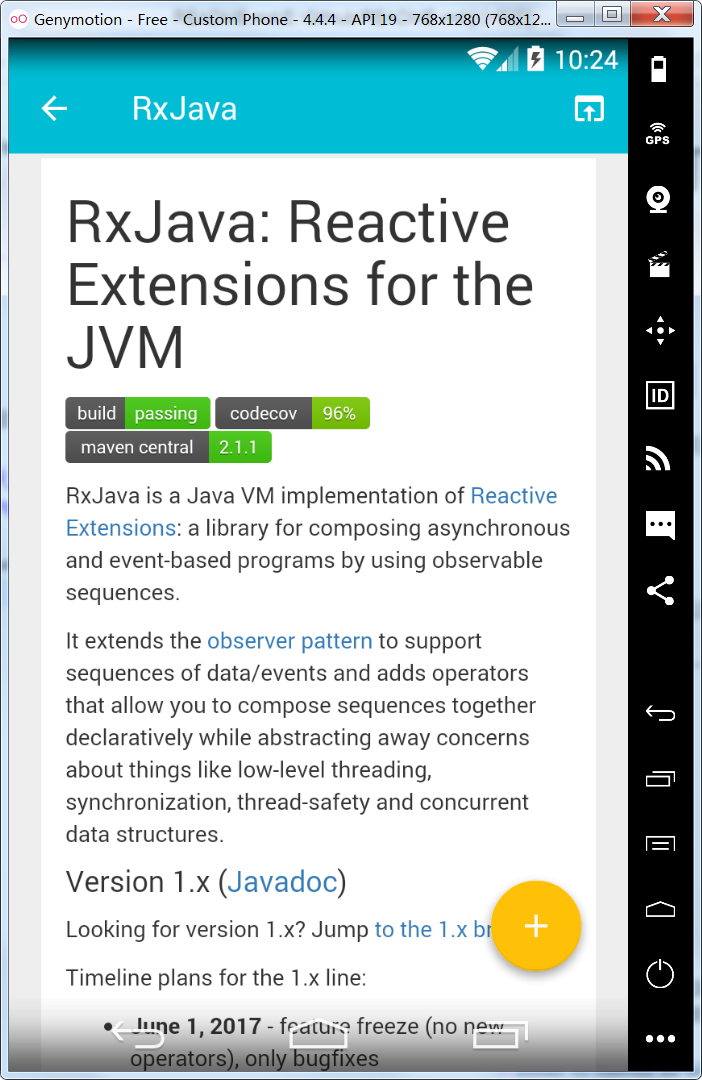 Genymotion - Free - Custom Phone - 4.4.4 - API 19 - 768x1280 (768x12...
10:24
RxJava
GPS
RxJava: Reactive
Extensions for the
JVM
build passing codecov 96%
maven central 2.1.1
RxJava is a Java VM implementation of Reactive
Extensions: a library for composing asynchronous
and event-based programs by using observable
sequences.
It extends the observer pattern to support
sequences of data/events and adds operators
that allow you to compose sequences together
declaratively while abstracting away concerns
about things like low-level threading,
synchronization, thread-safety and concurrent
data structures.
Version 1.x (Javadoc)
Looking for version 1.x? Jump to the 1.x br
Timeline plans for the 1.x line:
• June 1, 2017 - feature freeze (no new
operators), only bugfixes
ID